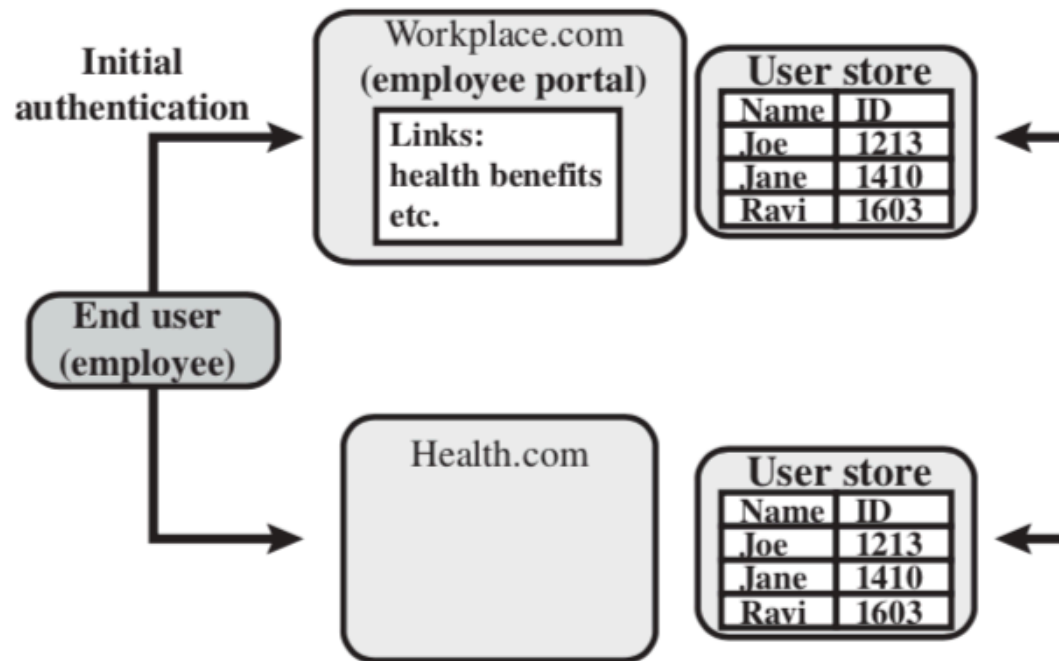 Initial
authentication
Workplace.com
(employee portal)
Links:
health benefits
etc.
User store
Name ID
Joe 1213
Jane 1410
Ravi 1603
End user
(employee)
Health.com
User store
Name ID
Joe 1213
Jane 1410
Ravi 1603